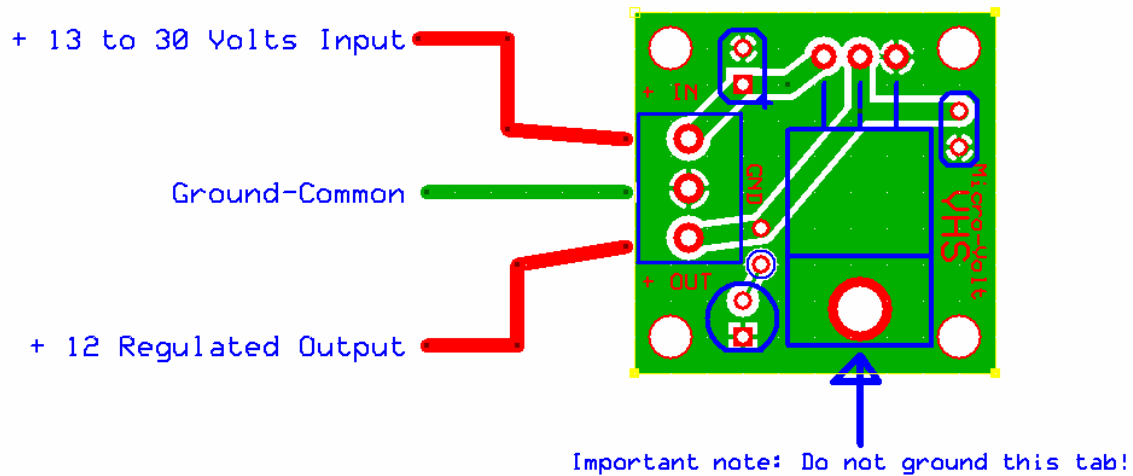 + 13 to 30 Volts Input
+ IN
Ground-Common
GND
Micro-Volt
VHS
+ OUT
+ 12 Regulated Output
Important note: Do not ground this tab!